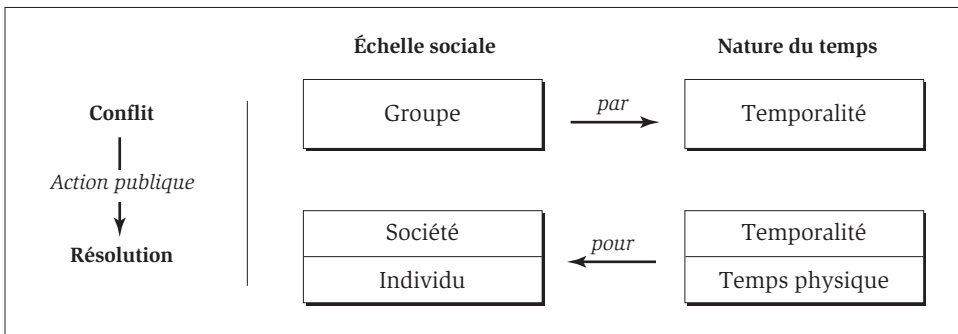 Échelle sociale
Nature du temps
Conflit
Action publique
Résolution
Groupe
par
Temporalité
Société
Individu
pour
Temporalité
Temps physique